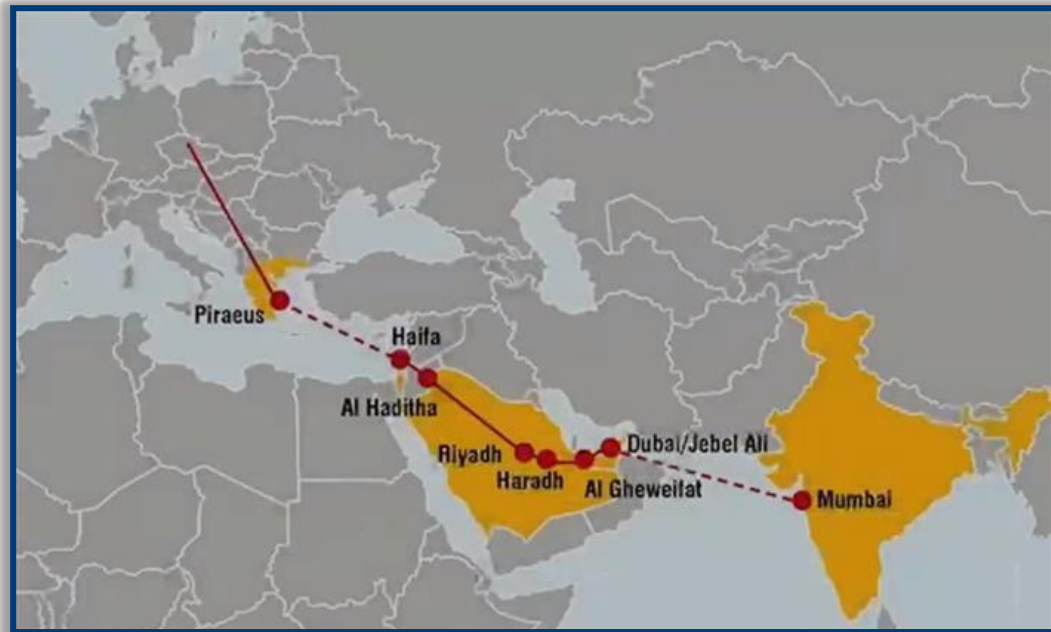 Piraeus
Haifa
Al Haditha
Riyadh
Haradh
Al Gheweifat
Dubai/Jebel Ali
Mumbai